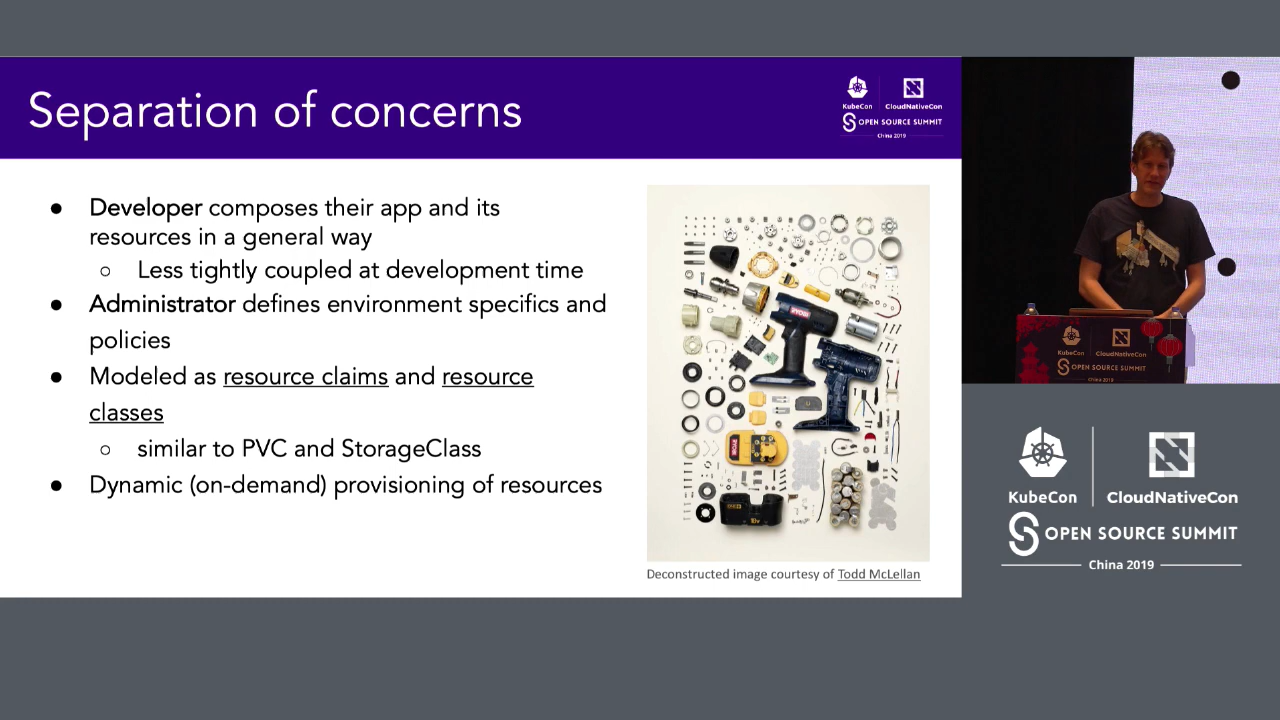 Separation of concerns
KubeCon
CloudNativeCon
OPEN SOURCE SUMMIT
China 2019
● Developer composes their app and its
resources in a general way
○ Less tightly coupled at development time
● Administrator defines environment specifics and
policies
● Modeled as resource claims and resource
classes
○ similar to PVC and StorageClass
● Dynamic (on-demand) provisioning of resources
RYOBI
Deconstructed image courtesy of Todd McLellan
KubeCon
CloudNativeCon
OPEN SOURCE SUMMIT
China 2019
KubeCon
CloudNativeCon
OPEN SOURCE SUMMIT
China 2019